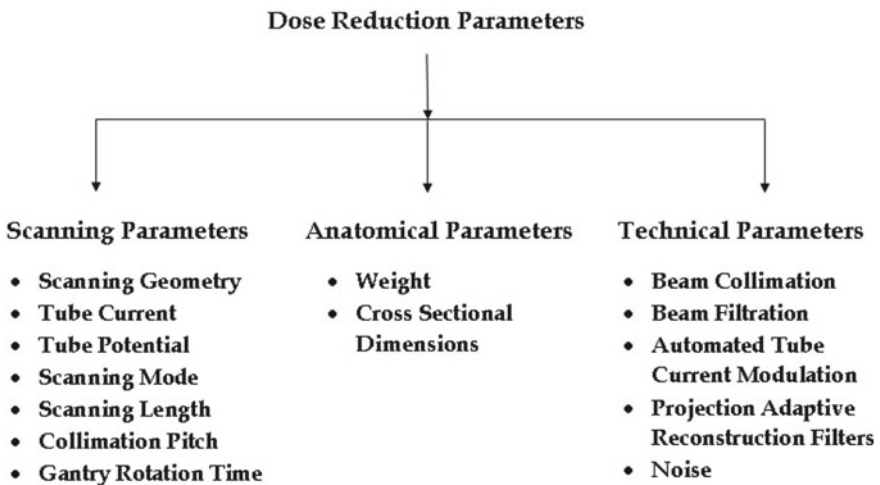 Dose Reduction Parameters
Scanning Parameters
• Scanning Geometry
• Tube Current
• Tube Potential
• Scanning Mode
• Scanning Length
• Collimation Pitch
• Gantry Rotation Time
Anatomical Parameters
• Weight
• Cross Sectional
Dimensions
Technical Parameters
• Beam Collimation
• Beam Filtration
• Automated Tube
Current Modulation
• Projection Adaptive
Reconstruction Filters
• Noise